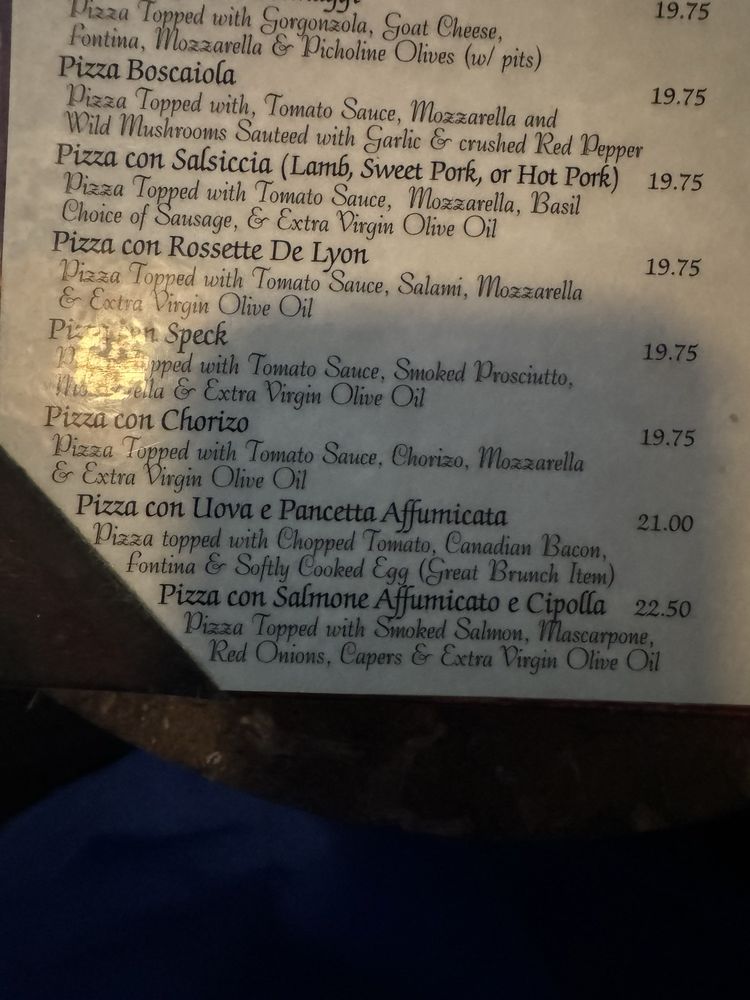 Pizza Topped with Gorgonzola, Goat Cheese, 19.75
Fontina, Mozzarella & Picholine Olives (w/ pits)
Pizza Boscaiola 19.75
Pizza Topped with, Tomato Sauce, Mozzarella and
Wild Mushrooms Sauteed with Garlic & crushed Red Pepper
Pizza con Salsiccia (Lamb, Sweet Pork, or Hot Pork) 19.75
Pizza Topped with Tomato Sauce, Mozzarella, Basil
Choice of Sausage, & Extra Virgin Olive Oil
Pizza con Rossette De Lyon 19.75
Pizza Topped with Tomato Sauce, Salami, Mozzarella
& Extra Virgin Olive Oil
Pizza con Speck 19.75
Pizza Topped with Tomato Sauce, Smoked Prosciutto,
Mozzarella & Extra Virgin Olive Oil
Pizza con Chorizo 19.75
Pizza Topped with Tomato Sauce, Chorizo, Mozzarella
& Extra Virgin Olive Oil
Pizza con Uova e Pancetta Affumicata 21.00
Pizza topped with Chopped Tomato, Canadian Bacon,
Fontina & Softly Cooked Egg (Great Brunch Item)
Pizza con Salmone Affumicato e Cipolla 22.50
Pizza Topped with Smoked Salmon, Mascarpone,
Red Onions, Capers & Extra Virgin Olive Oil